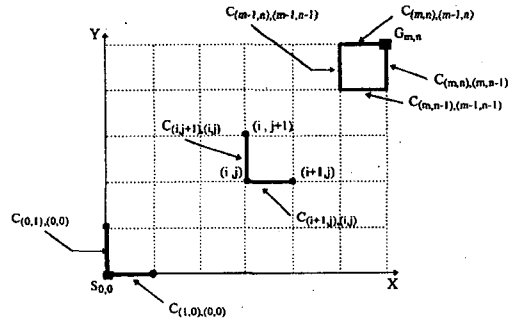 C(m-1,n),(m-1,n-1)
C(m,n),(m-1,n)
Gm,n
Y
C(m,n),(m,n-1)
C(m,n-1),(m-1,n-1)
C(i,j+1),(i,j)
(i, j+1)
(i,j)
(i+1,j)
C(i+1,j),(i,j)
C(0,1),(0,0)
S0,0
X
C(1,0),(0,0)